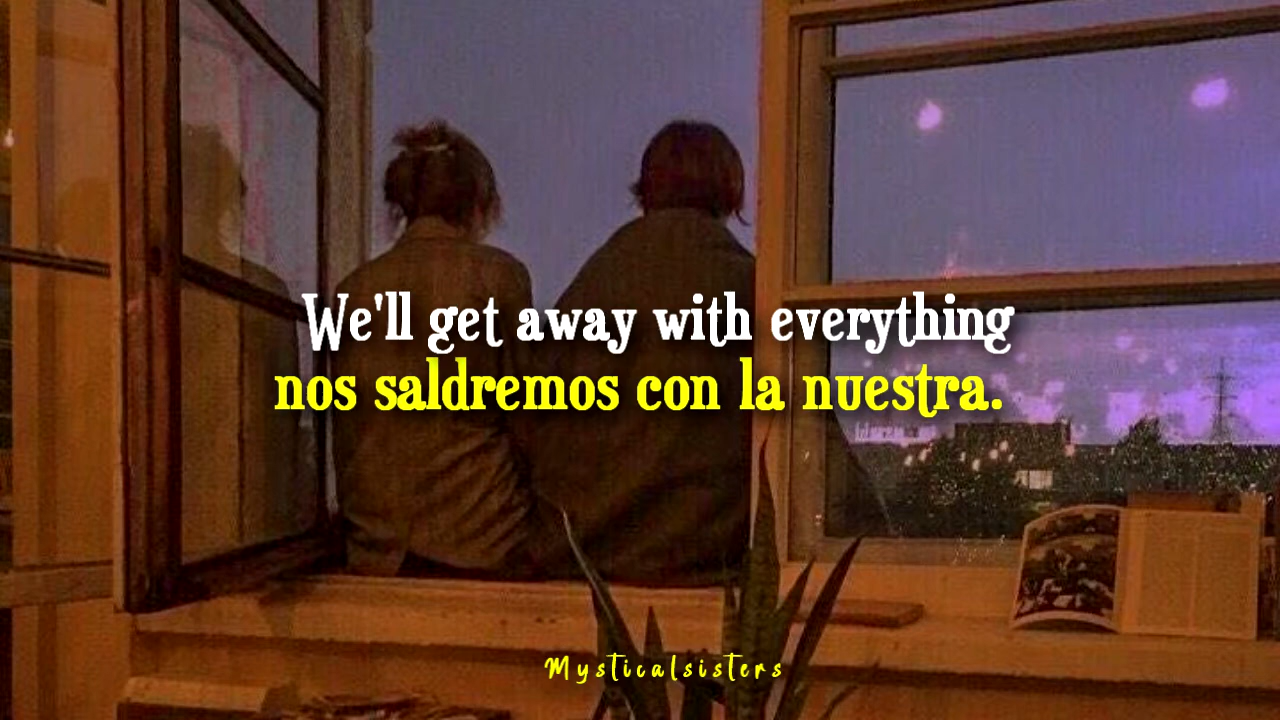 We'll get away with everything
nos saldremos con la nuestra.
Mysticalsisters